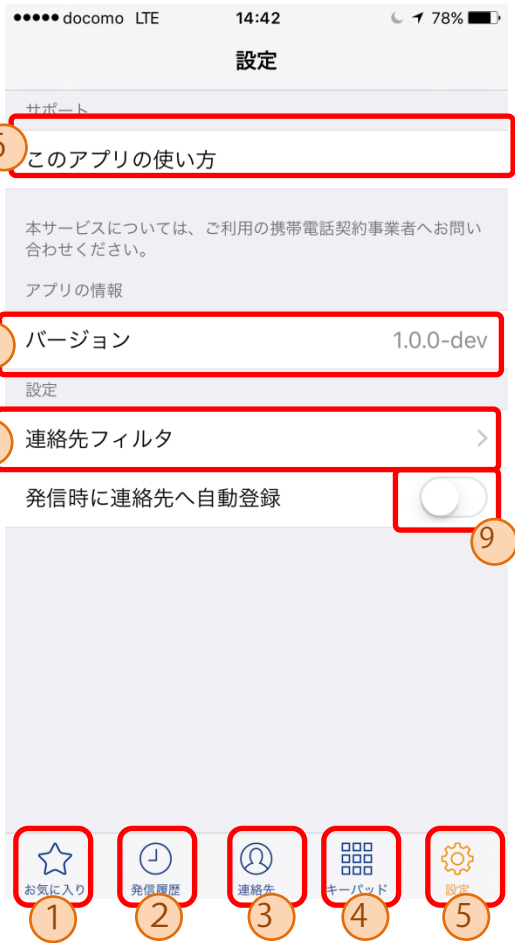 docomo LTE 14:42 78%
設定
サポート
6
このアプリの使い方
本サービスについては、ご利用の携帯電話契約事業者へお問い
合わせください。
アプリの情報
バージョン 1.0.0-dev
設定
連絡先フィルタ
発信時に連絡先へ自動登録
9
お気に入り 発信履歴 連絡先 キーパッド 設定
1 2 3 4 5